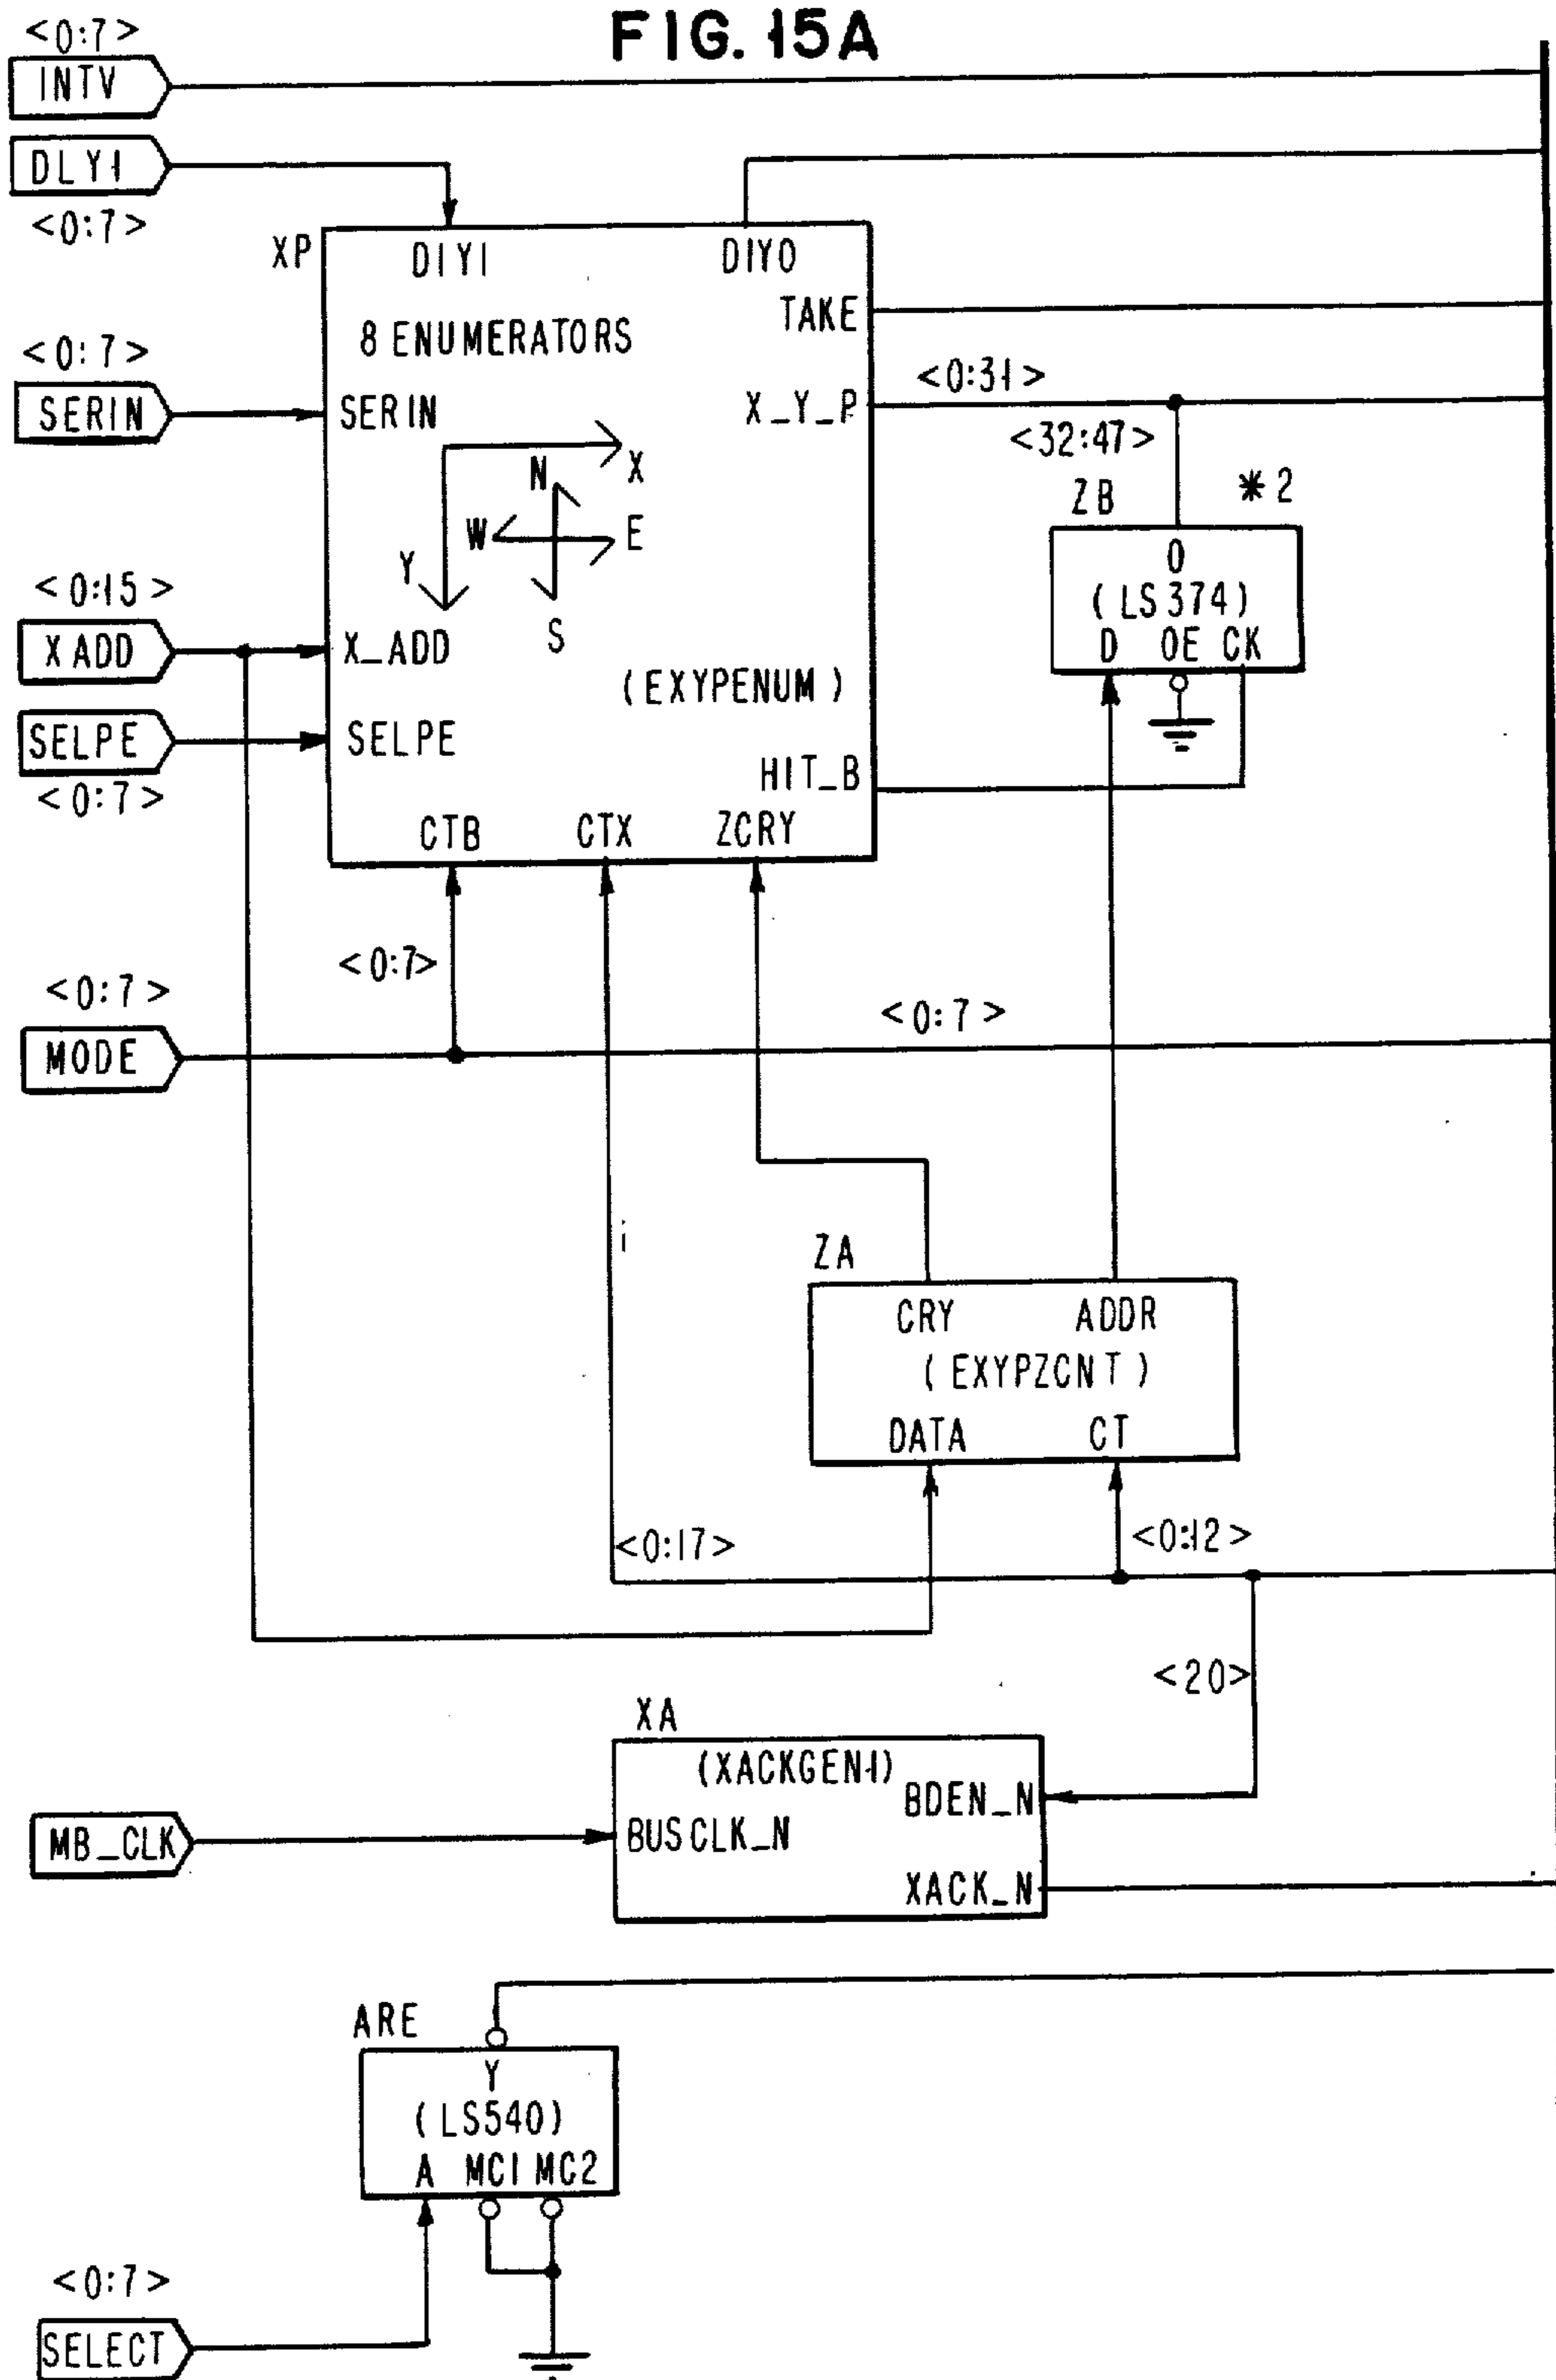 FIG. 15A
<0:7>
INTV
DLY1
<0:7>
XP
DIYI
DIYO
TAKE
8 ENUMERATORS
<0:7>
SERIN
SERIN
X_Y_P
<0:31>
<32:47>
X
N
W
E
Y
S
ZB
*2
O
(LS374)
D OE CK
<0:15>
XADD
X_ADD
(EXYPENUM)
SELPE
SELPE
<0:7>
HIT_B
CTB
CTX
ZCRY
<0:7>
<0:7>
MODE
<0:7>
ZA
CRY
ADDR
(EXYPZCNT)
DATA
CT
<0:17>
<0:12>
<20>
XA
(XACKGEN1)
BDEN_N
MB_CLK
BUSCLK_N
XACK_N
ARE
Y
(LS540)
A MC1 MC2
<0:7>
SELECT